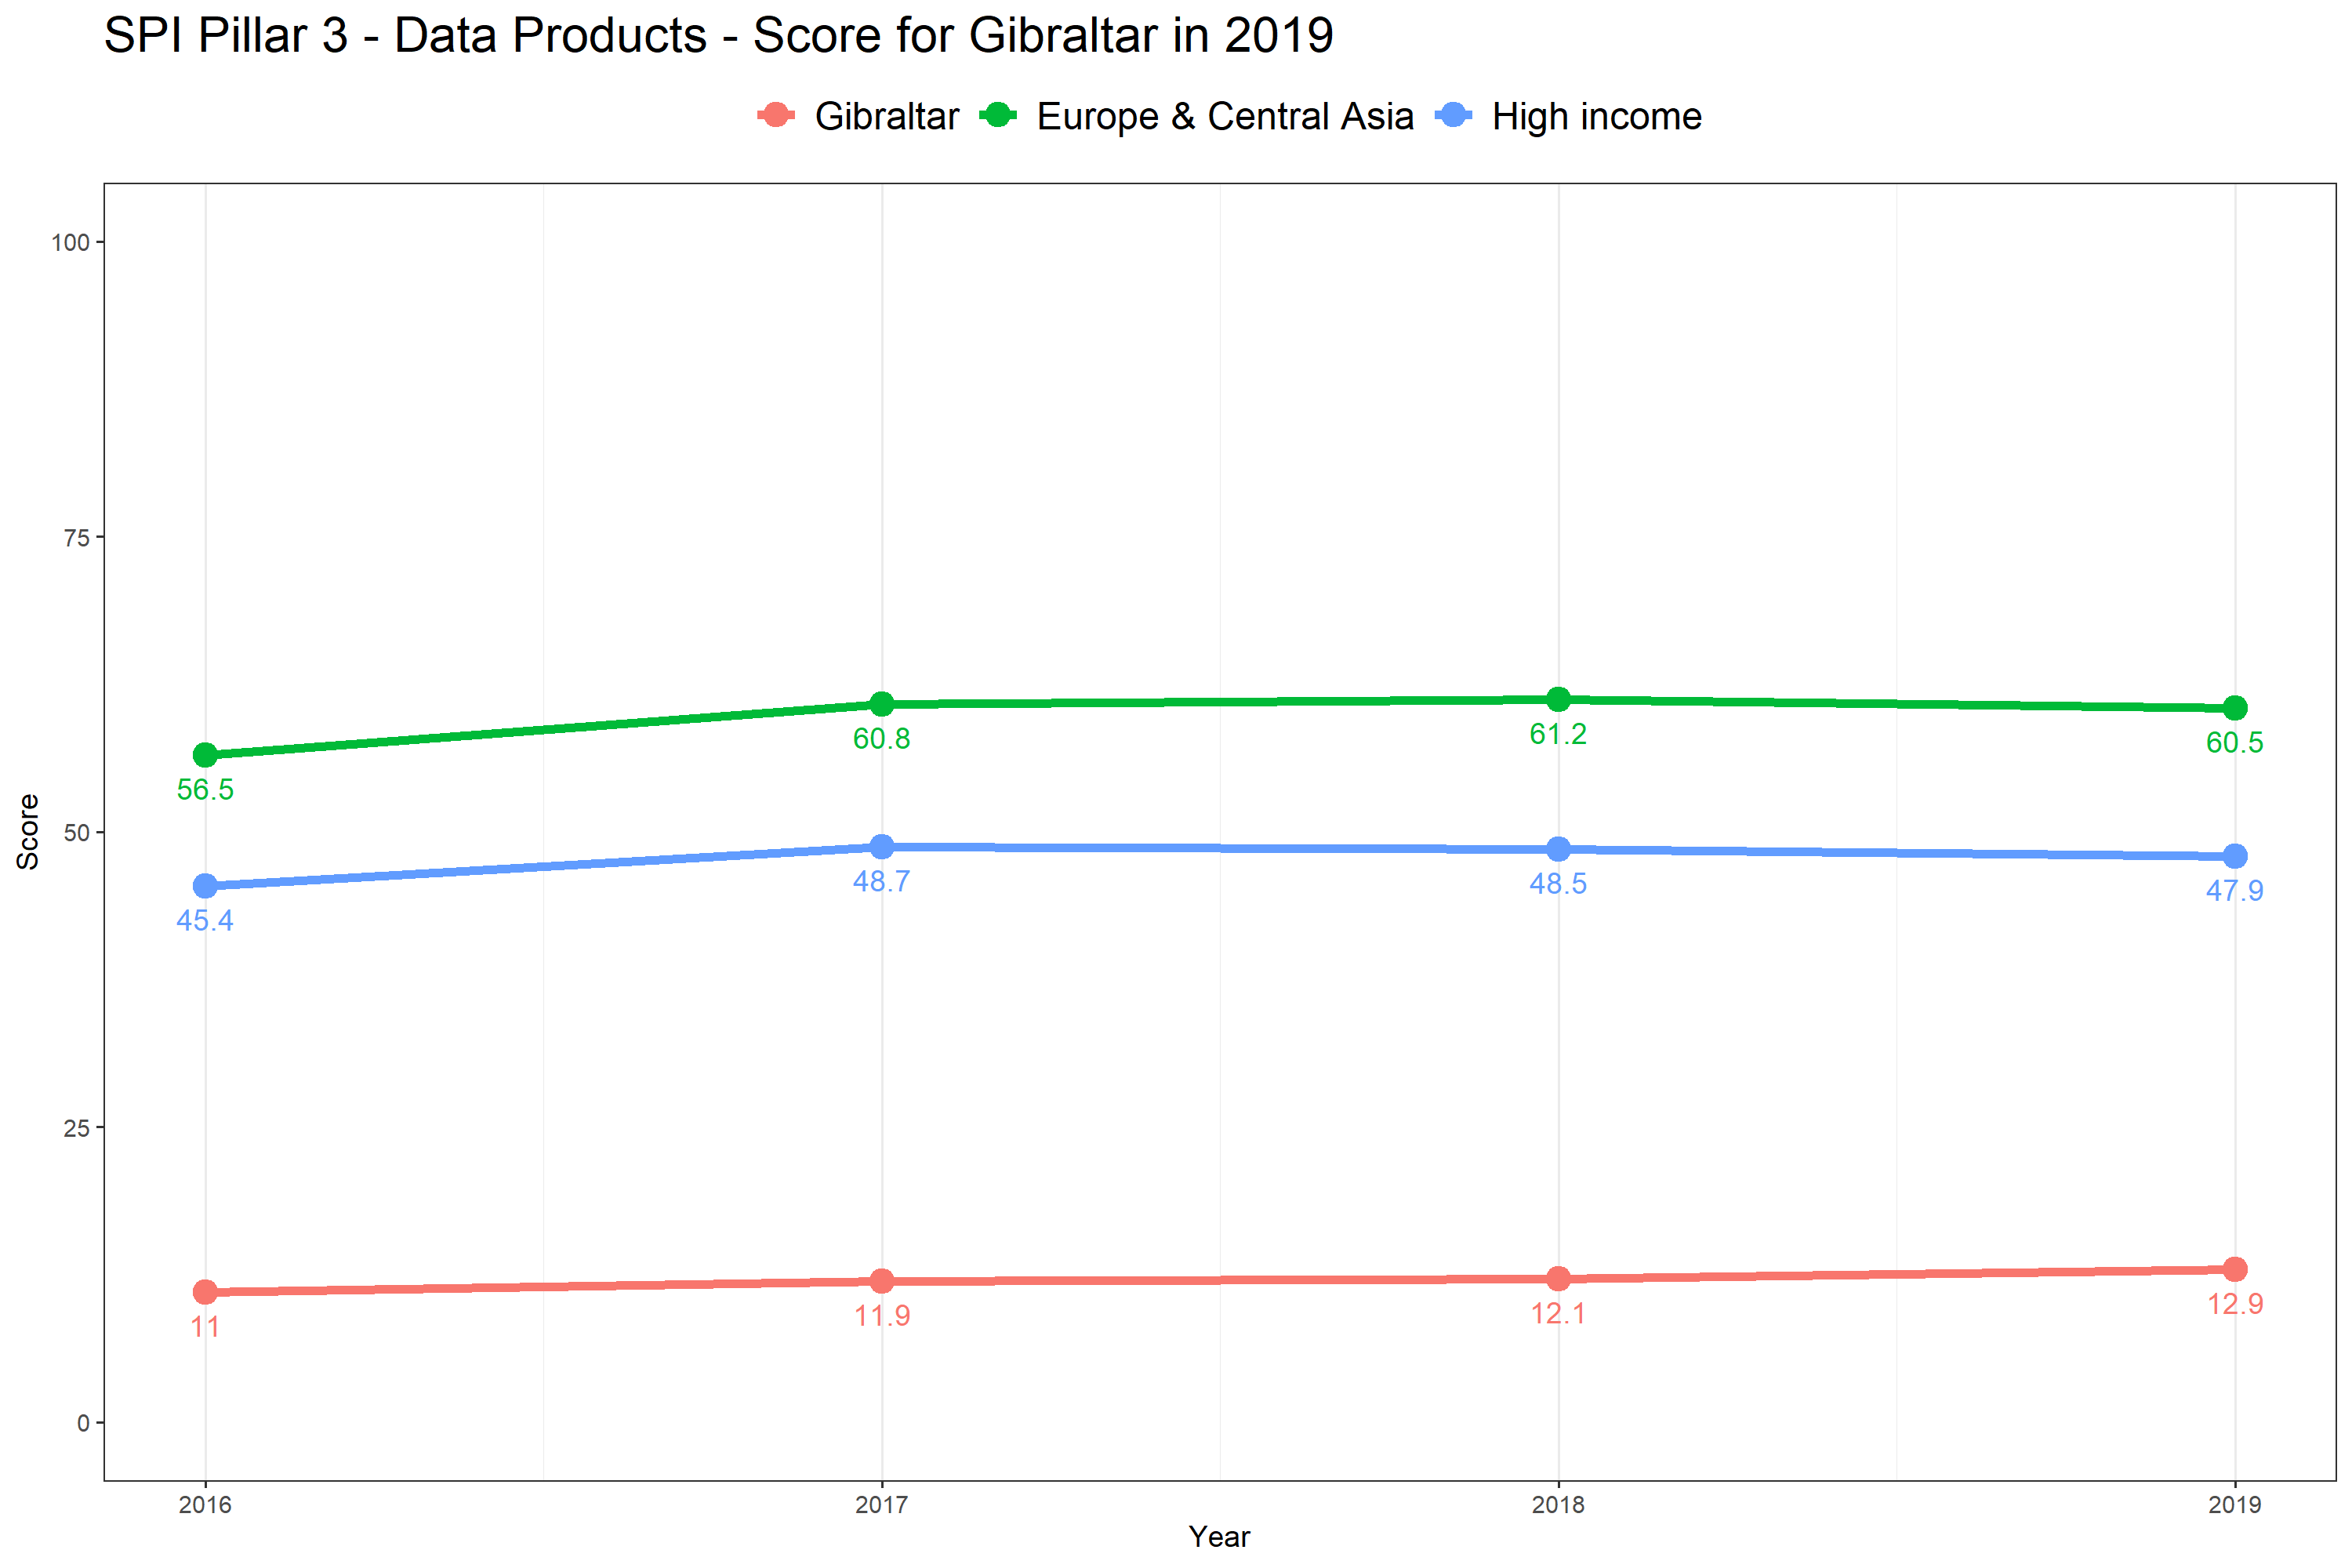 SPI Pillar 3 - Data Products - Score for Gibraltar in 2019
Gibraltar Europe & Central Asia High income
100
75
50
25
0
Score
56.5 60.8 61.2 60.5
45.4 48.7 48.5 47.9
11 11.9 12.1 12.9
2016 2017 2018 2019
Year